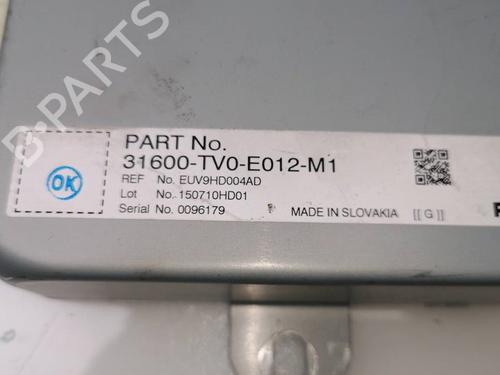 PART No.
31600-TV0-E012-M1
REF No. EUV9HD004AD
Lot No. 150710HD01
Serial No. 0096179 MADE IN SLOVAKIA [[ G ]]
OK
B-PARTS